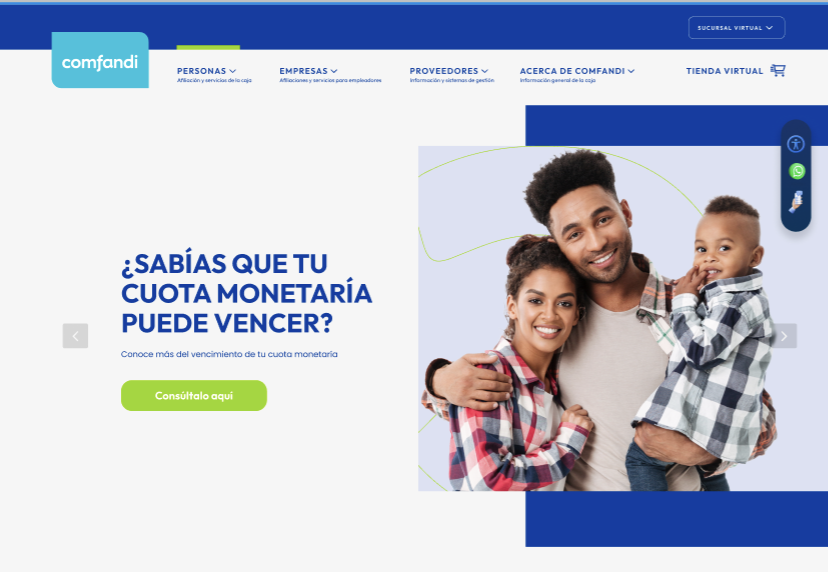 SUCURSAL VIRTUAL
comfandi
PERSONAS
Afiliación y servicios de la caja
EMPRESAS
Afiliaciones y servicios para empleadores
PROVEEDORES
Información y sistemas de gestión
ACERCA DE COMFANDI
Información general de la caja
TIENDA VIRTUAL
¿SABÍAS QUE TU
CUOTA MONETARÍA
PUEDE VENCER?
Conoce más del vencimiento de tu cuota monetaría
Consúltalo aquí